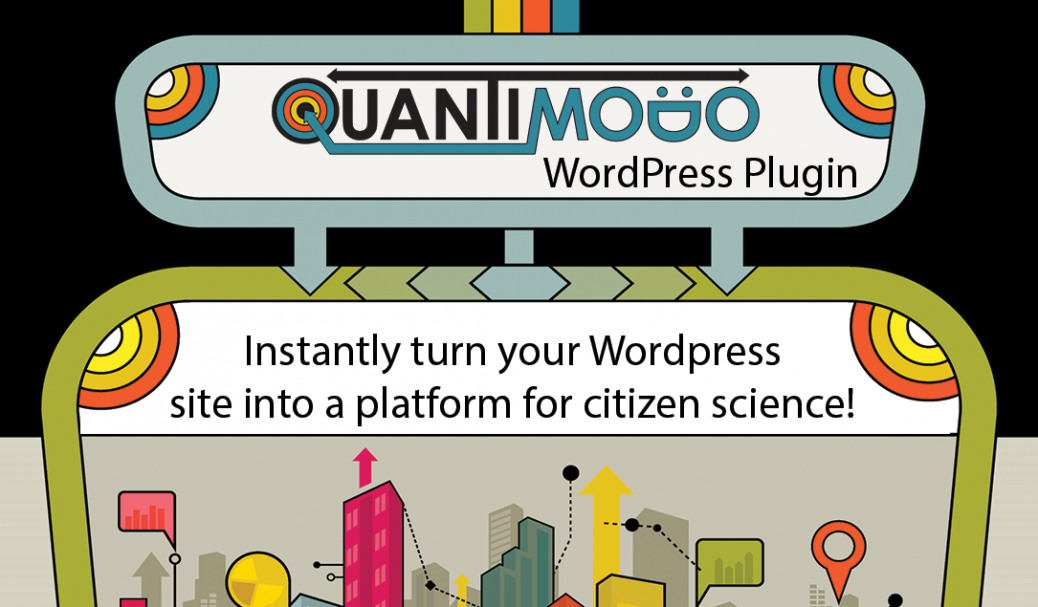 QUANTIMODO
WordPress Plugin
Instantly turn your Wordpress
site into a platform for citizen science!